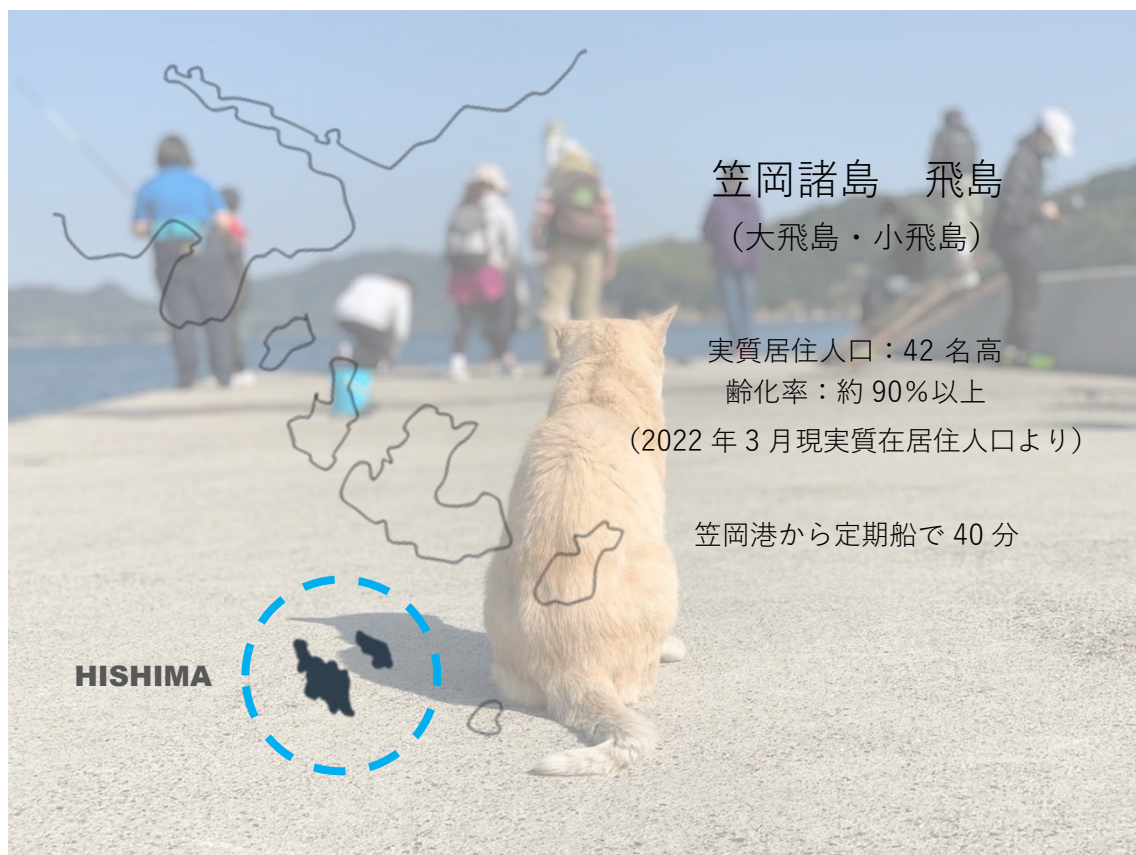 笠岡諸島　飛島
（大飛島・小飛島）
実質居住人口：42 名高
齢化率：約 90％以上
（2022 年 3 月現実質在居住人口より）
笠岡港から定期船で 40 分
HISHIMA